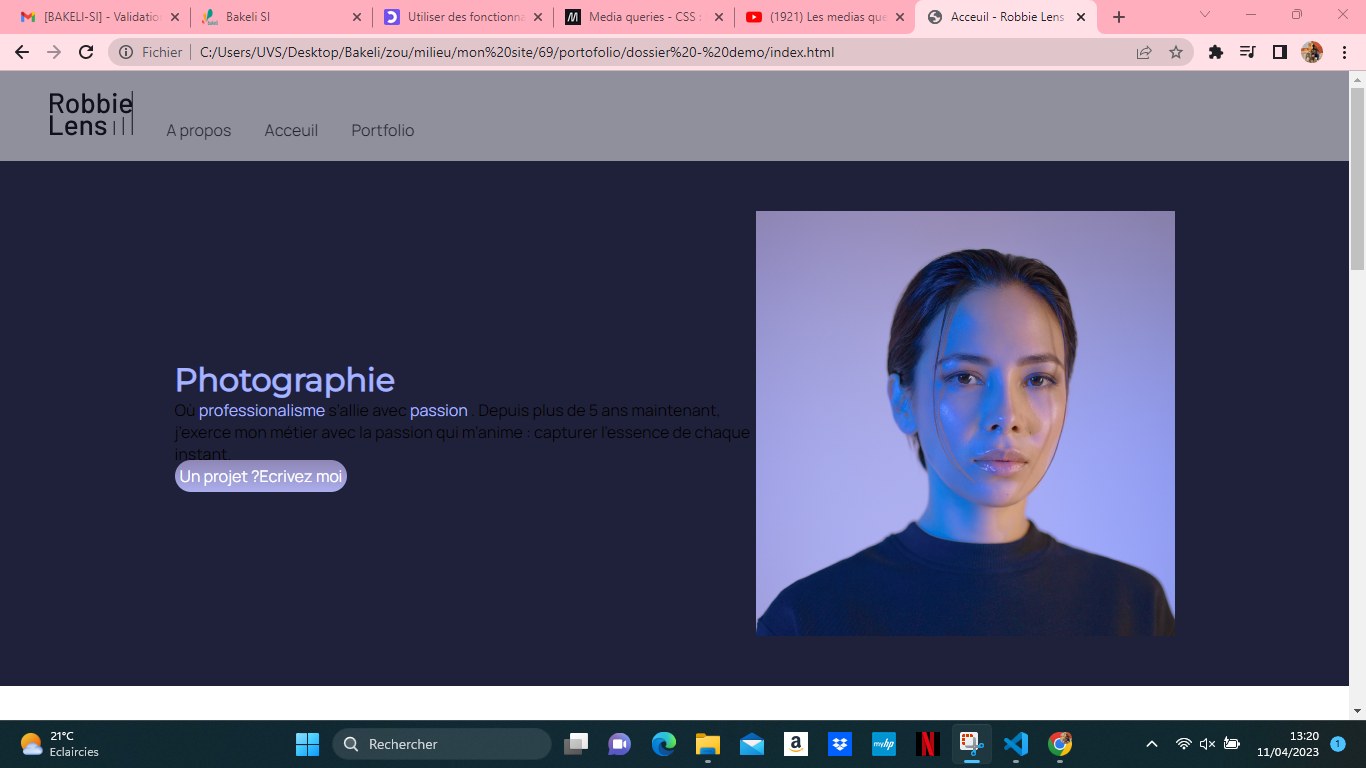 [BAKELI-SI] - Validatio
Bakeli SI
Utiliser des fonctionna
Media queries - CSS :
(1921) Les medias que
Acceuil - Robbie Lens
Fichier
C:/Users/UVS/Desktop/Bakeli/zou/milieu/mon%20site/69/portofolio/dossier%20-%20demo/index.html
Robbie
Lens
A propos
Acceuil
Portfolio
Photographie
Où professionalisme s'allie avec passion . Depuis plus de 5 ans maintenant,
j'exerce mon métier avec la passion qui m'anime : capturer l'essence de chaque
instant.
Un projet ?Ecrivez moi
21°C
Eclaircies
Rechercher
a
myhp
N
13:20
11/04/2023
1